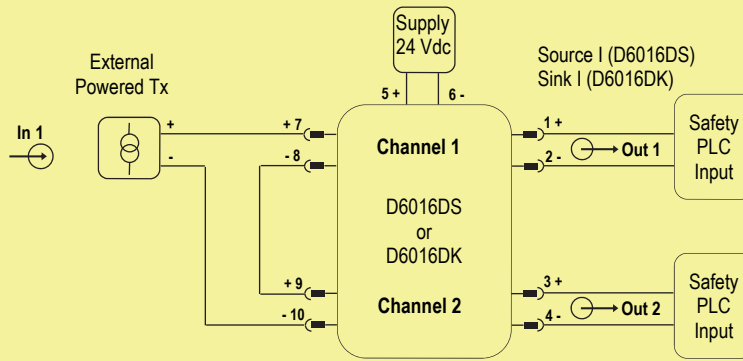 Supply
24 Vdc
5 +
6 -
Source I (D6016DS)
Sink I (D6016DK)
External
Powered Tx
In 1
+
-
+ 7
- 8
+ 9
- 10
Channel 1
D6016DS
or
D6016DK
Channel 2
1 +
2 -
Out 1
Safety
PLC
Input
3 +
4 -
Out 2
Safety
PLC
Input